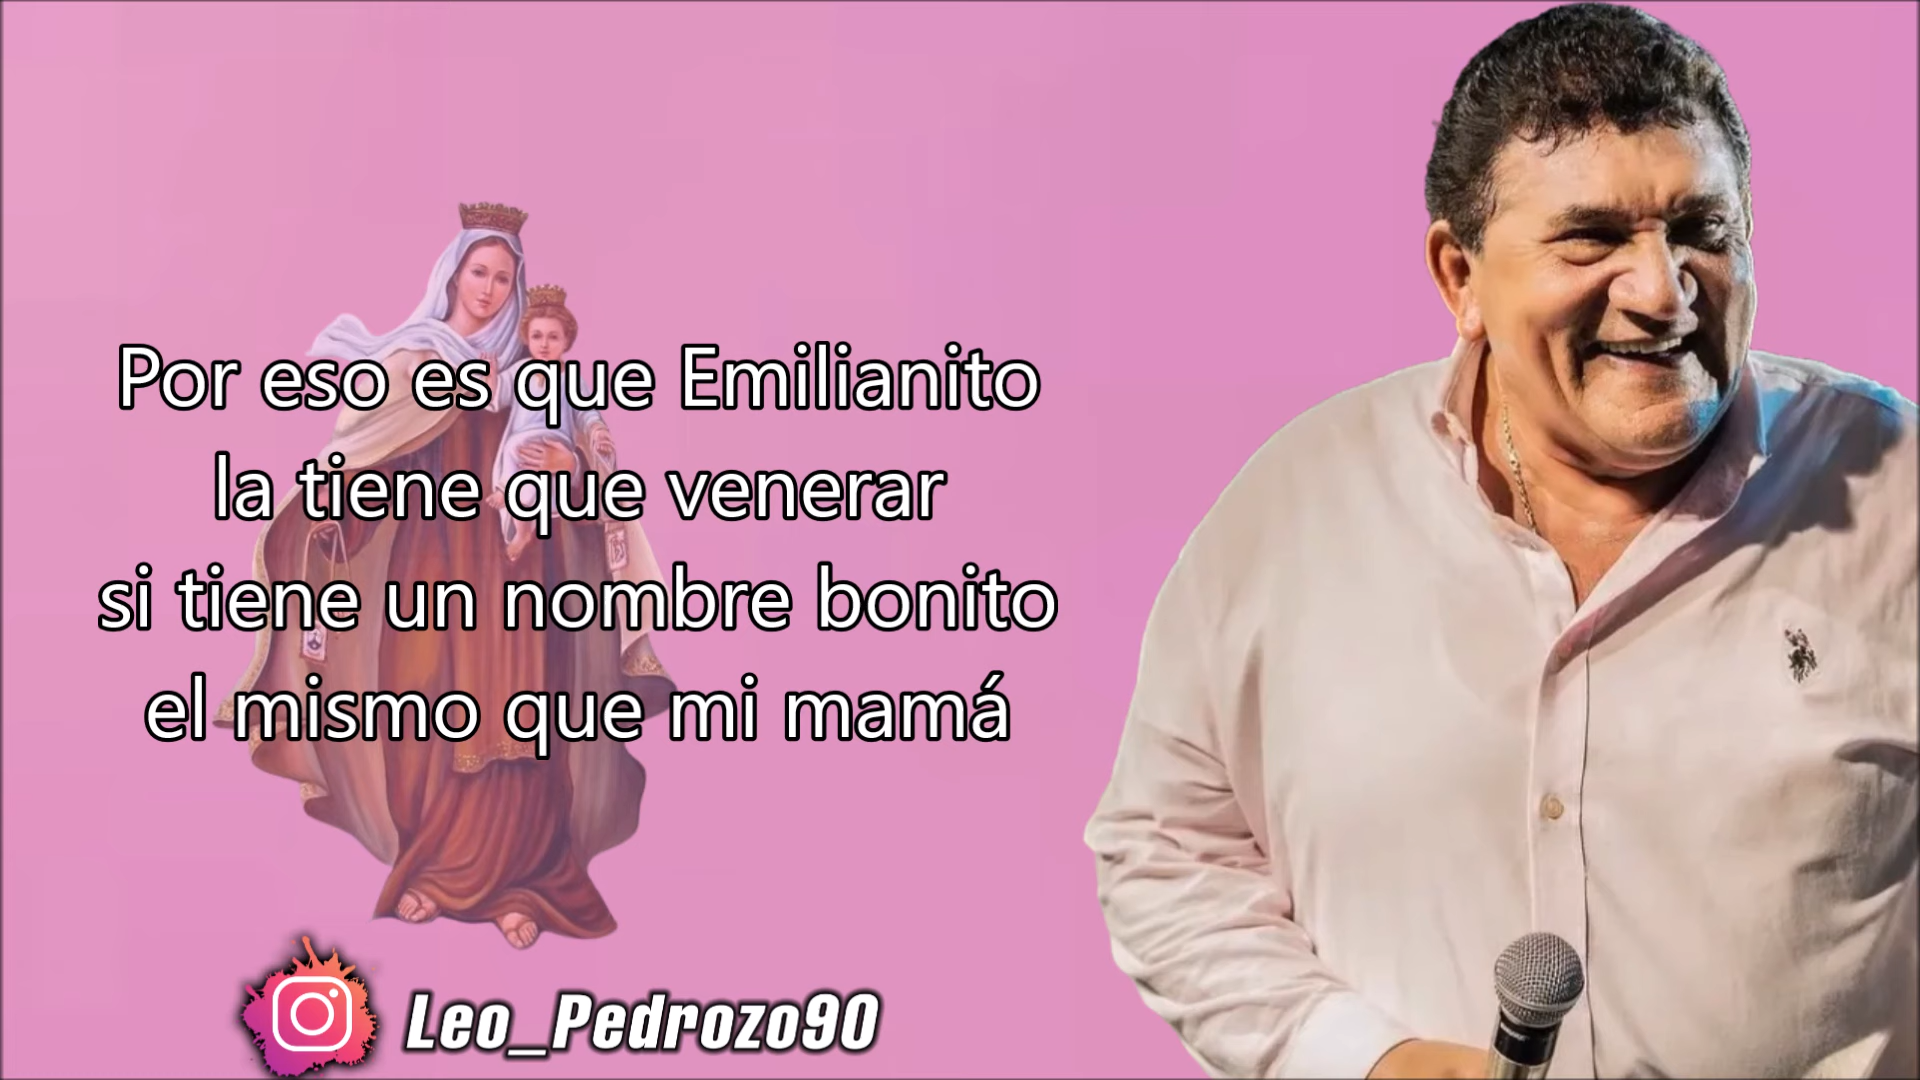 Por eso es que Emilianito
la tiene que venerar
si tiene un nombre bonito
el mismo que mi mamá
Leo_Pedrozo90